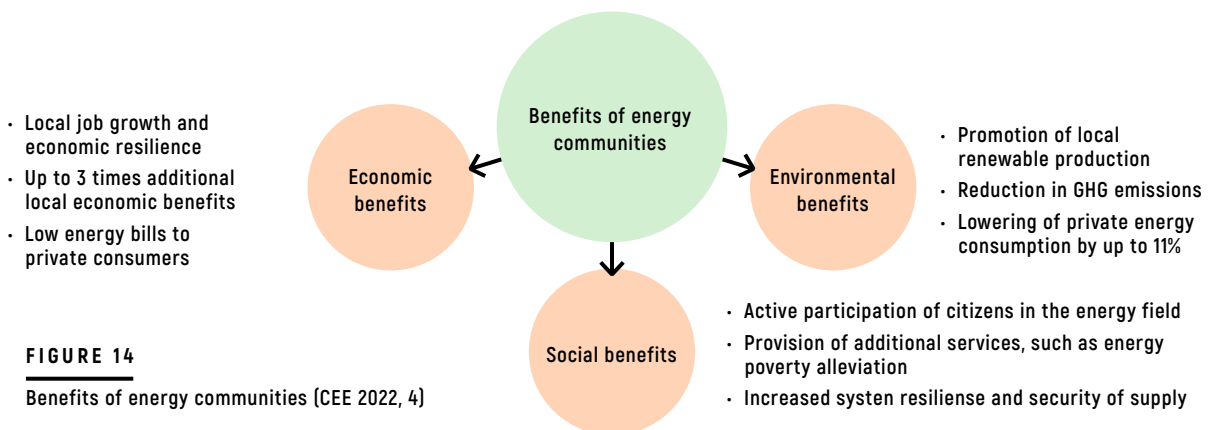 Benefits of energy
communities
Economic
benefits
· Local job growth and
economic resilience
· Up to 3 times additional
local economic benefits
· Low energy bills to
private consumers
Environmental
benefits
· Promotion of local
renewable production
· Reduction in GHG emissions
· Lowering of private energy
consumption by up to 11%
Social benefits
· Active participation of citizens in the energy field
· Provision of additional services, such as energy
poverty alleviation
· Increased systen resiliense and security of supply
FIGURE 14
Benefits of energy communities (CEE 2022, 4)